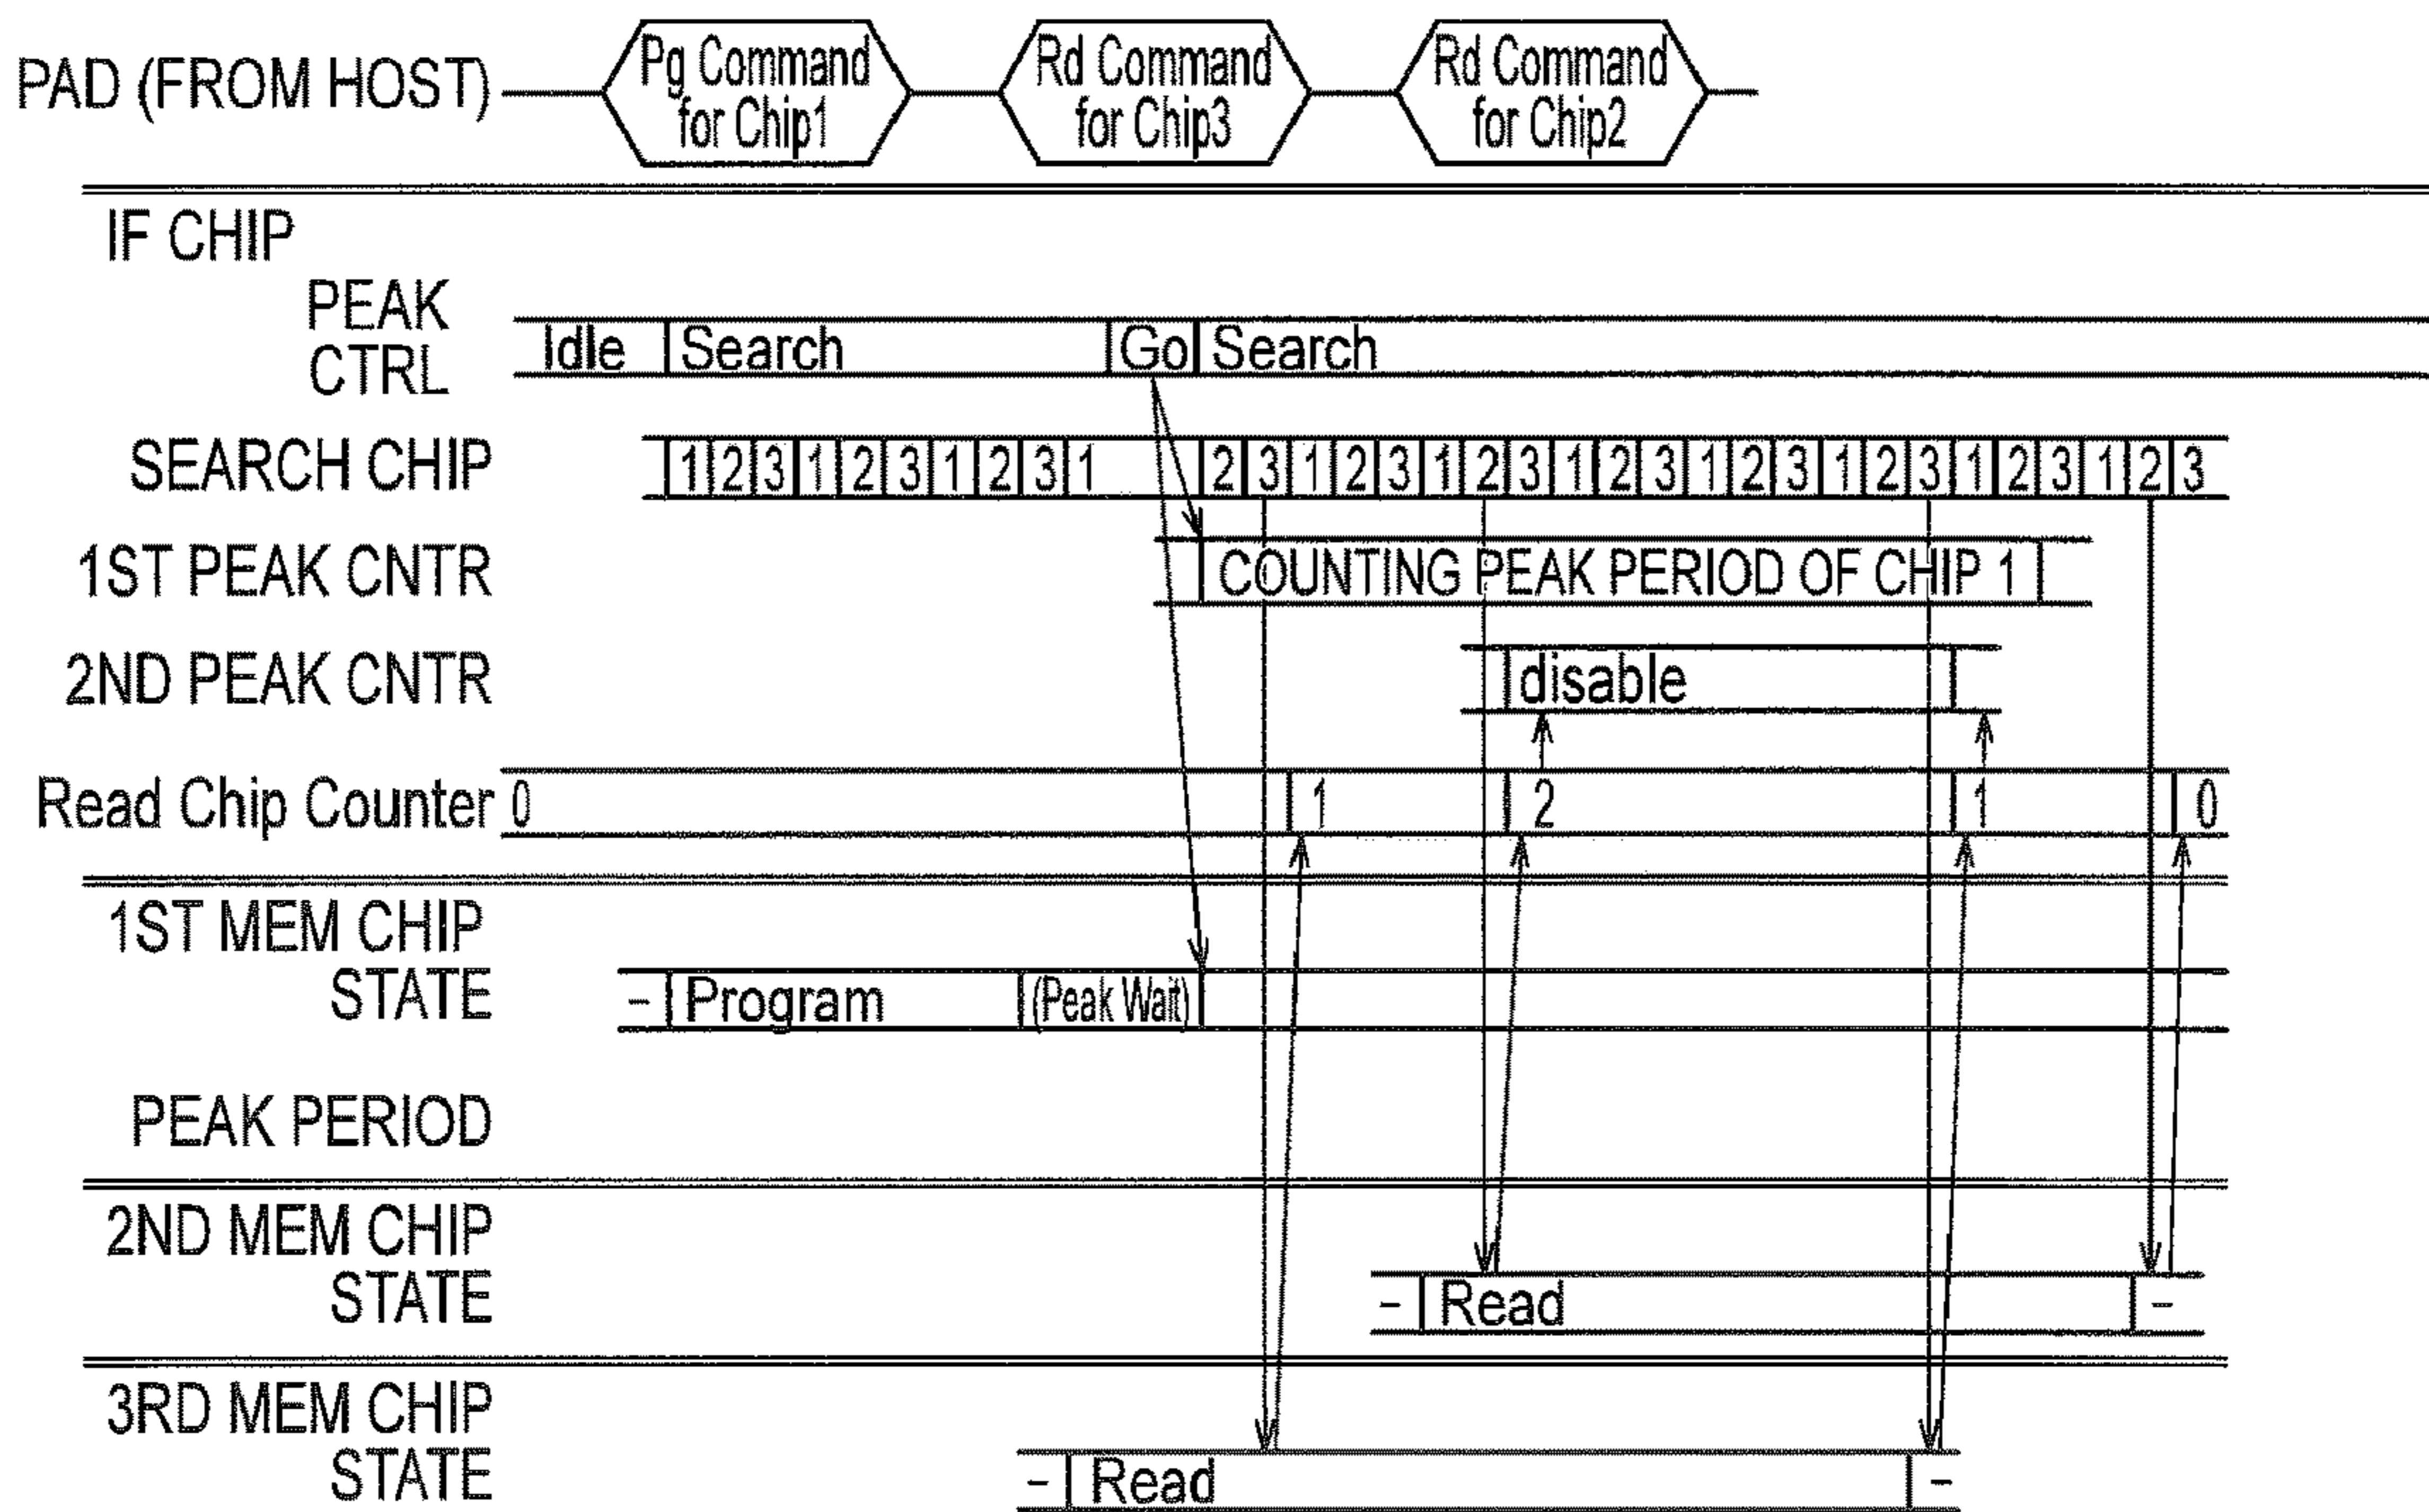 PAD (FROM HOST)
Pg Command
for Chip1
Rd Command
for Chip3
Rd Command
for Chip2
IF CHIP
PEAK
CTRL
Idle Search Go Search
SEARCH CHIP 1 2 3 1 2 3 1 2 3 1 2 3 1 2 3 1 2 3 1 2 3 1 2 3 1 2 3 1 2 3 1 2 3
1ST PEAK CNTR COUNTING PEAK PERIOD OF CHIP 1
2ND PEAK CNTR disable
Read Chip Counter 0 1 2 1 0
1ST MEM CHIP
STATE - Program (Peak Wait)
PEAK PERIOD
2ND MEM CHIP
STATE - Read -
3RD MEM CHIP
STATE - Read -